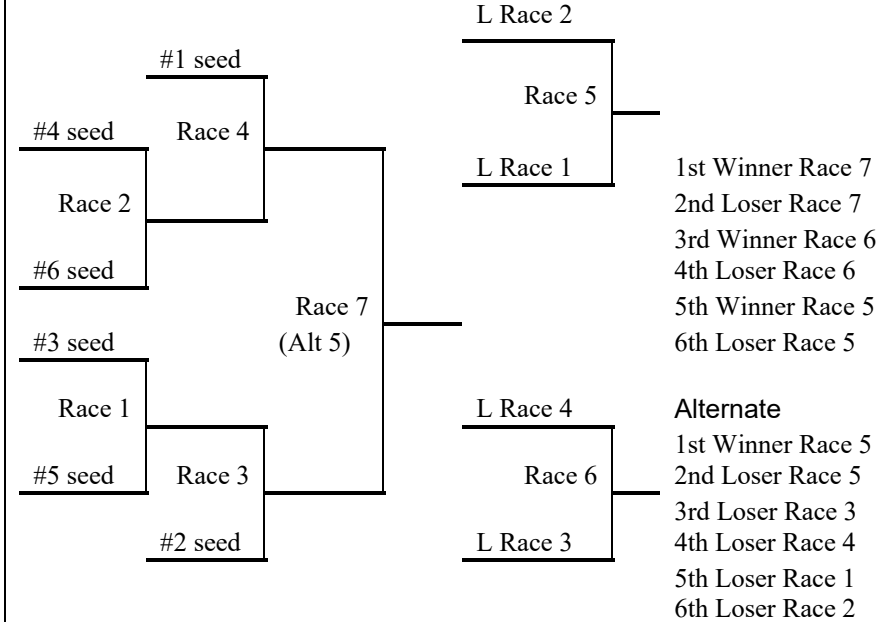 L Race 2
#1 seed
Race 5
#4 seed
Race 4
L Race 1
1st Winner Race 7
Race 2
2nd Loser Race 7
3rd Winner Race 6
#6 seed
4th Loser Race 6
Race 7
5th Winner Race 5
#3 seed
(Alt 5)
6th Loser Race 5
Race 1
L Race 4
Alternate
1st Winner Race 5
#5 seed
Race 3
Race 6
2nd Loser Race 5
3rd Loser Race 3
#2 seed
L Race 3
4th Loser Race 4
5th Loser Race 1
6th Loser Race 2